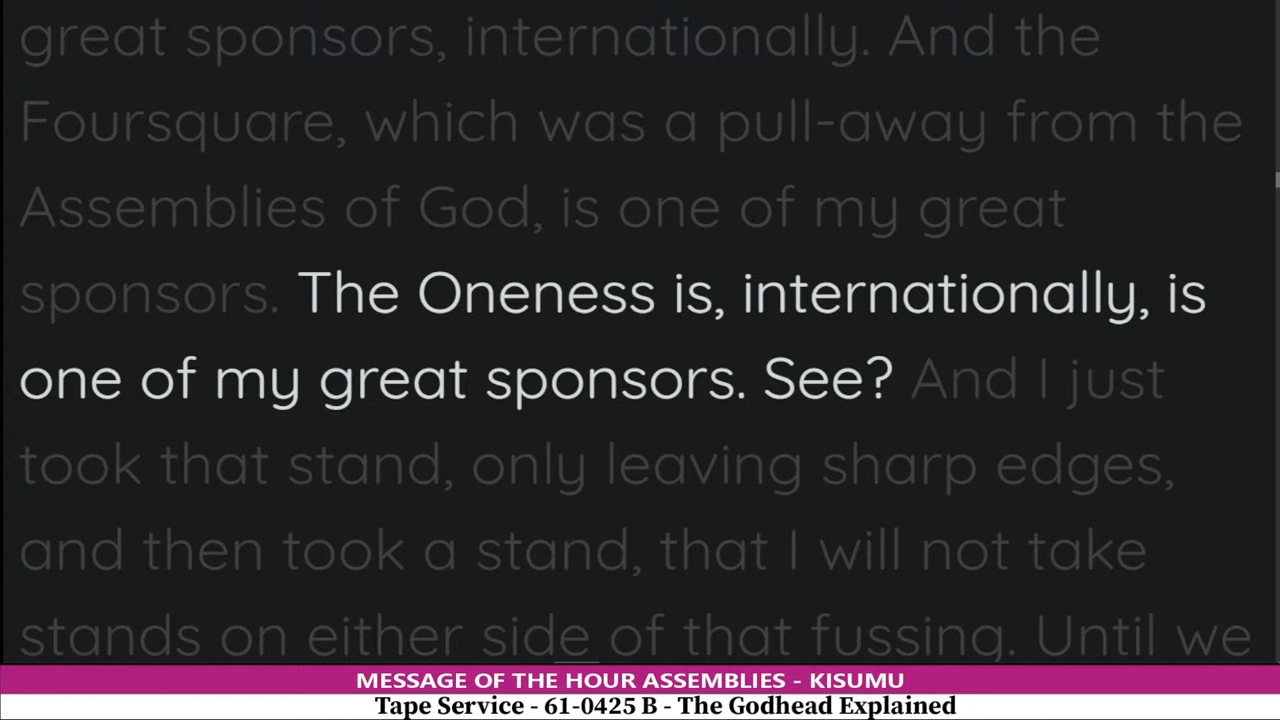 great sponsors, internationally. And the
Foursquare, which was a pull-away from the
Assemblies of God, is one of my great
sponsors. The Oneness is, internationally, is
one of my great sponsors. See? And I just
took that stand, only leaving sharp edges,
and then took a stand, that I will not take
stands on either side of that fussing. Until we
MESSAGE OF THE HOUR ASSEMBLIES - KISUMU
Tape Service - 61-0425 B - The Godhead Explained